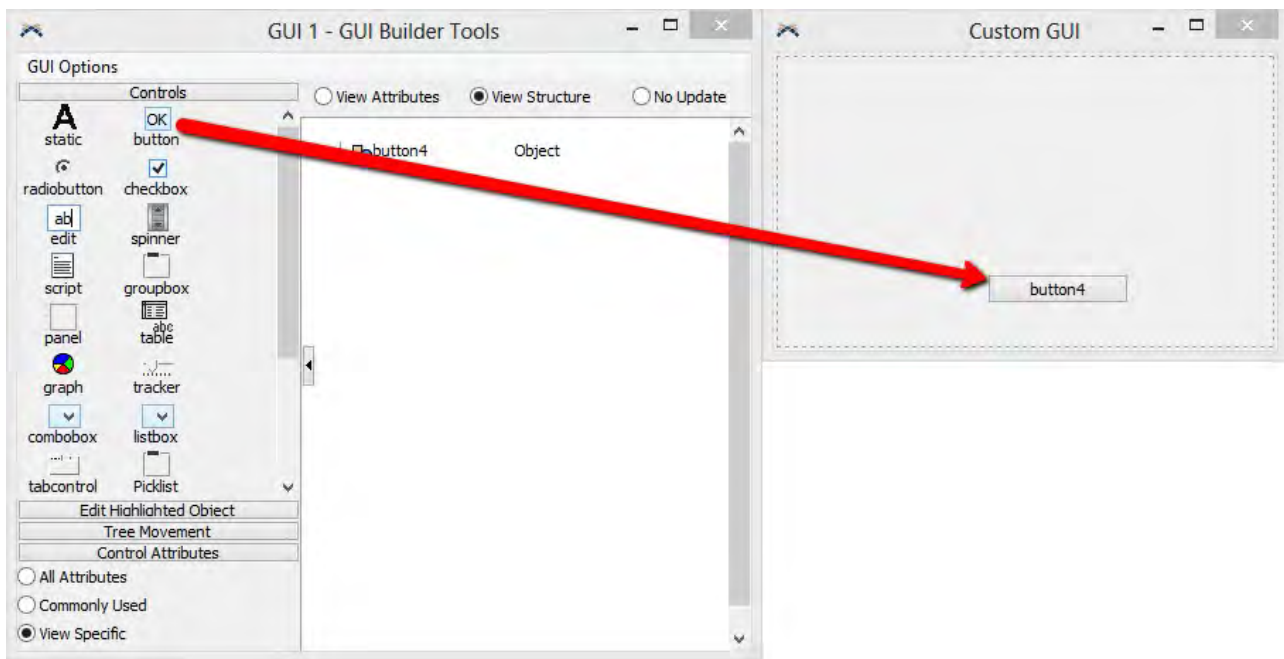 GUI 1 - GUI Builder Tools
GUI Options
Controls
A
static
OK
button
radiobutton
checkbox
ab
edit
spinner
script
groupbox
panel
abc
table
graph
tracker
combobox
listbox
tabcontrol
Picklist
Edit Highlighted Object
Tree Movement
Control Attributes
All Attributes
Commonly Used
View Specific
View Attributes
View Structure
No Update
button4
Object
Custom GUI
button4